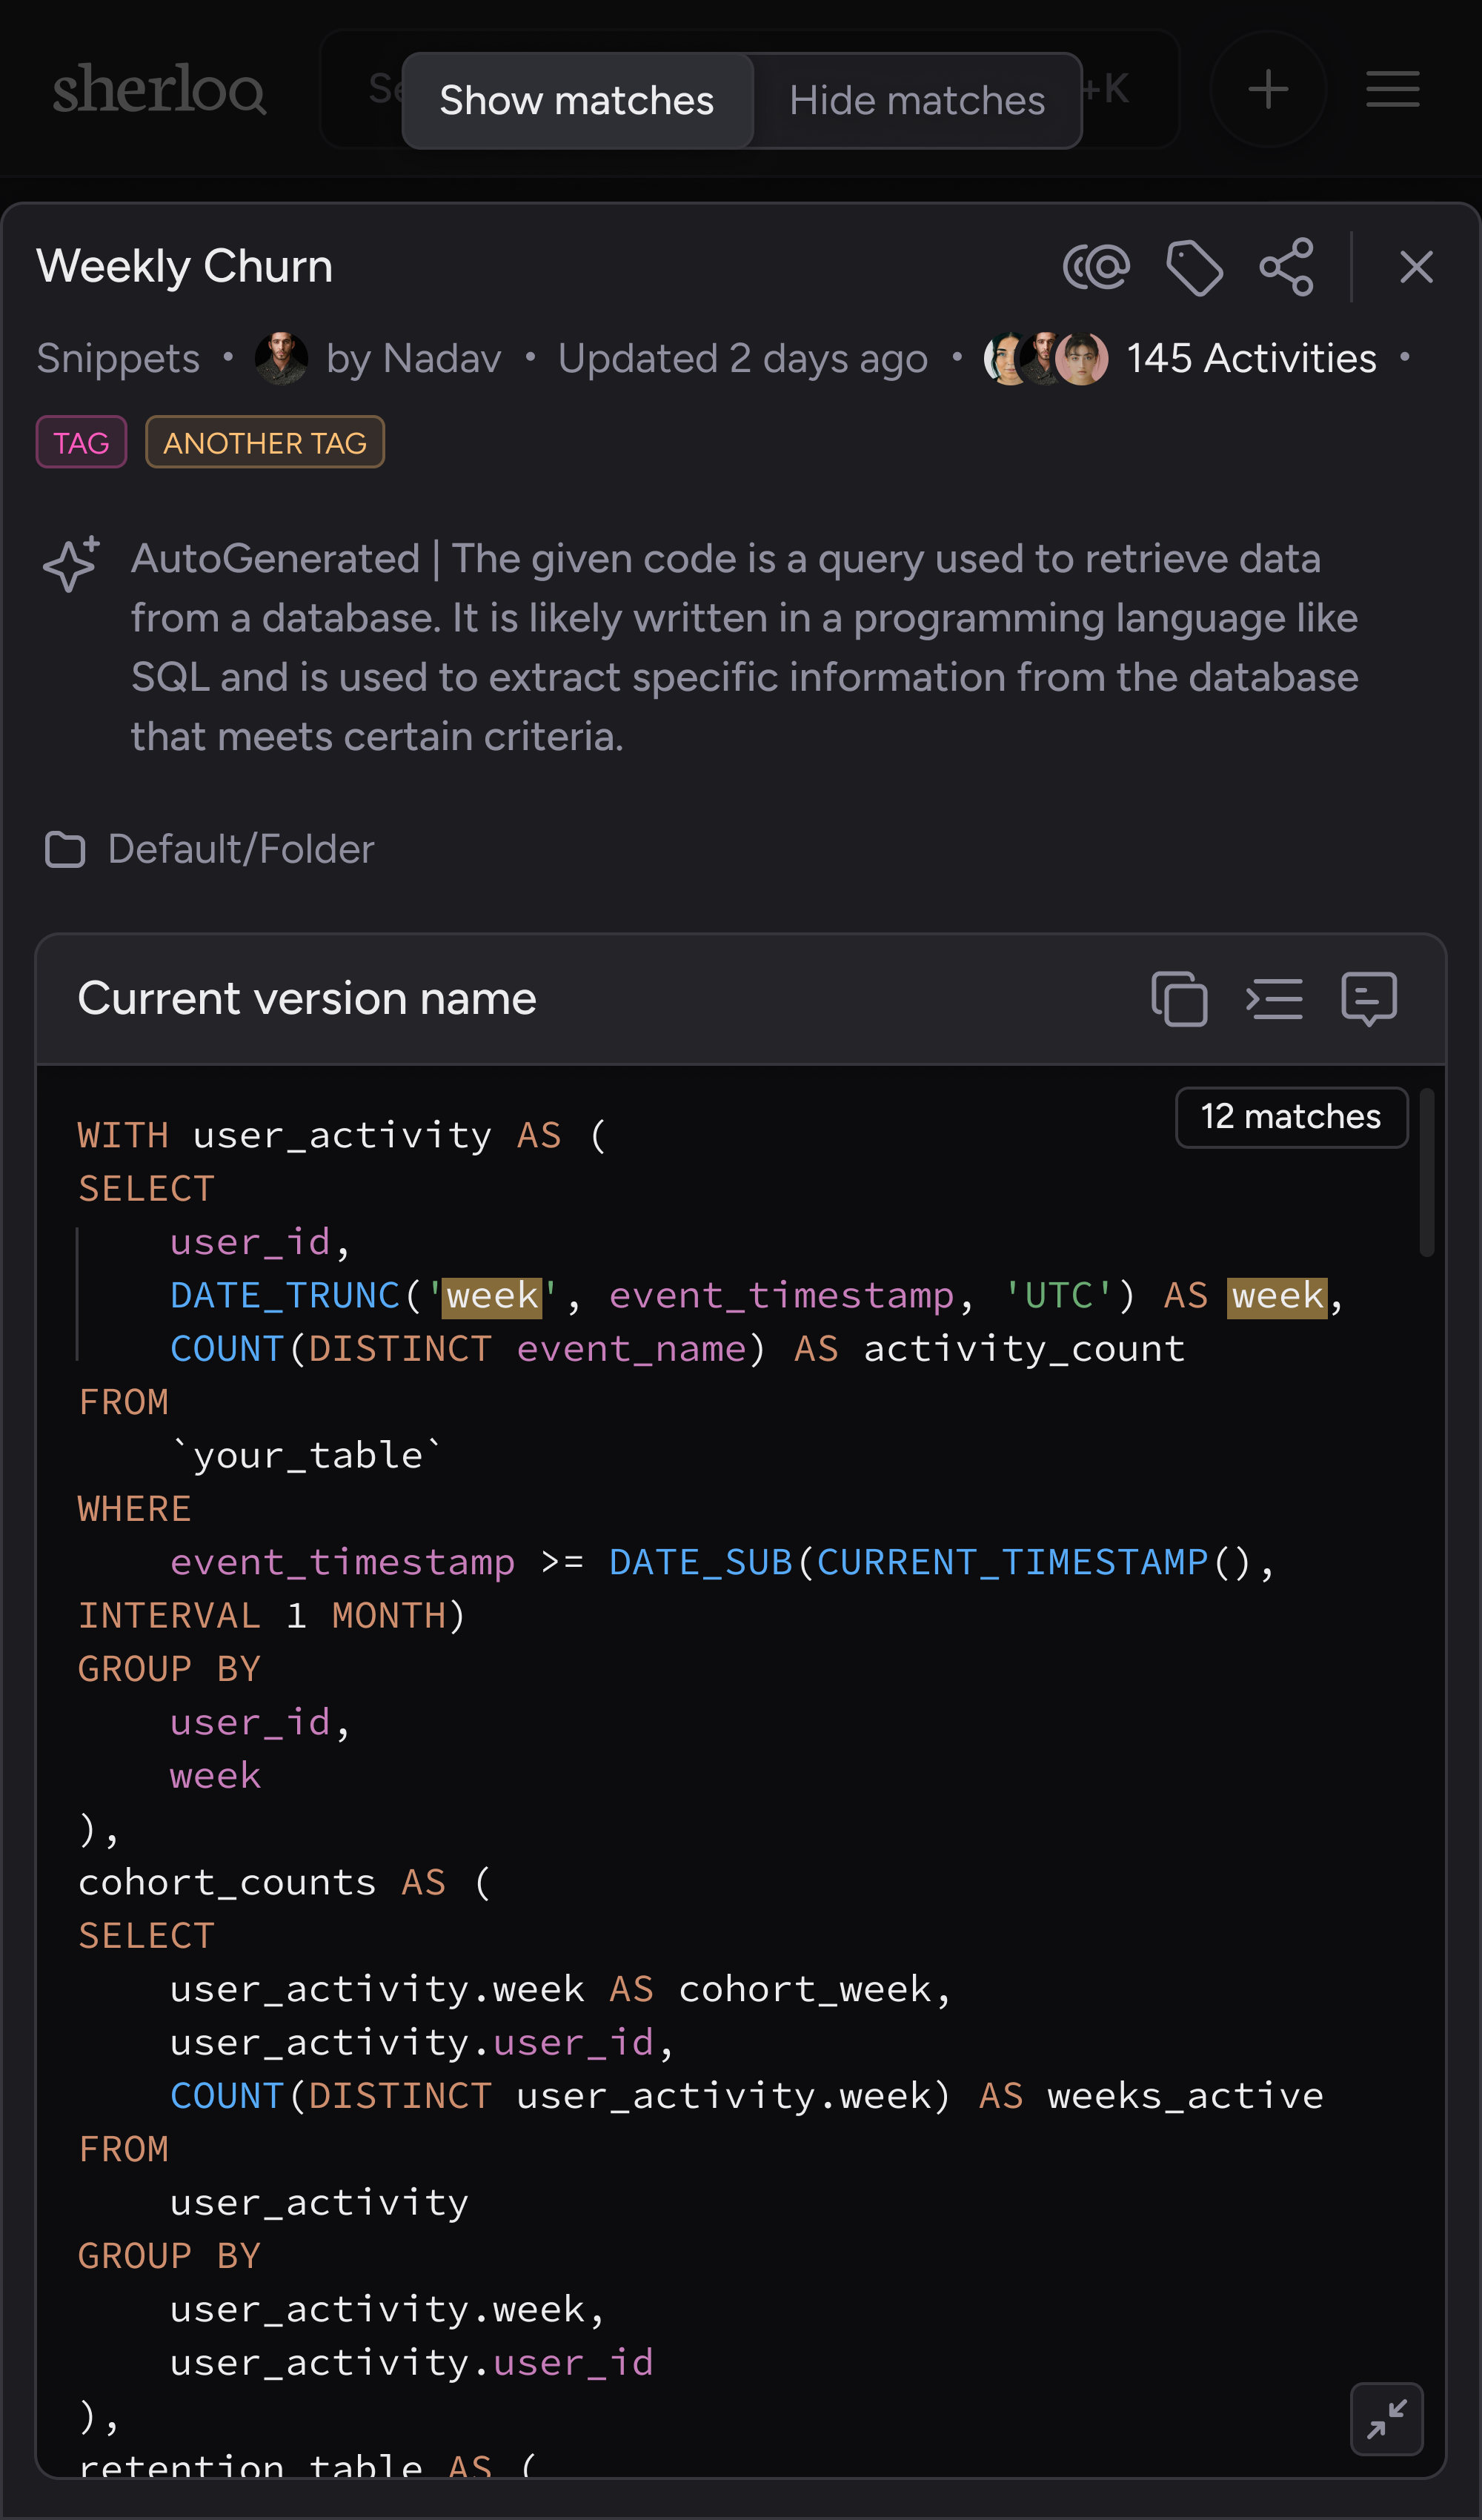 sherloq
Se
Show matches
Hide matches
+K
Weekly Churn
Snippets • by Nadav • Updated 2 days ago • 145 Activities •
TAG
ANOTHER TAG
AutoGenerated | The given code is a query used to retrieve data
from a database. It is likely written in a programming language like
SQL and is used to extract specific information from the database
that meets certain criteria.
Default/Folder
Current version name
12 matches
WITH user_activity AS (
SELECT
    user_id,
    DATE_TRUNC('week', event_timestamp, 'UTC') AS week,
    COUNT(DISTINCT event_name) AS activity_count
FROM
    `your_table`
WHERE
    event_timestamp >= DATE_SUB(CURRENT_TIMESTAMP(),
INTERVAL 1 MONTH)
GROUP BY
    user_id,
    week
),
cohort_counts AS (
SELECT
    user_activity.week AS cohort_week,
    user_activity.user_id,
    COUNT(DISTINCT user_activity.week) AS weeks_active
FROM
    user_activity
GROUP BY
    user_activity.week,
    user_activity.user_id
),
retention_table AS (